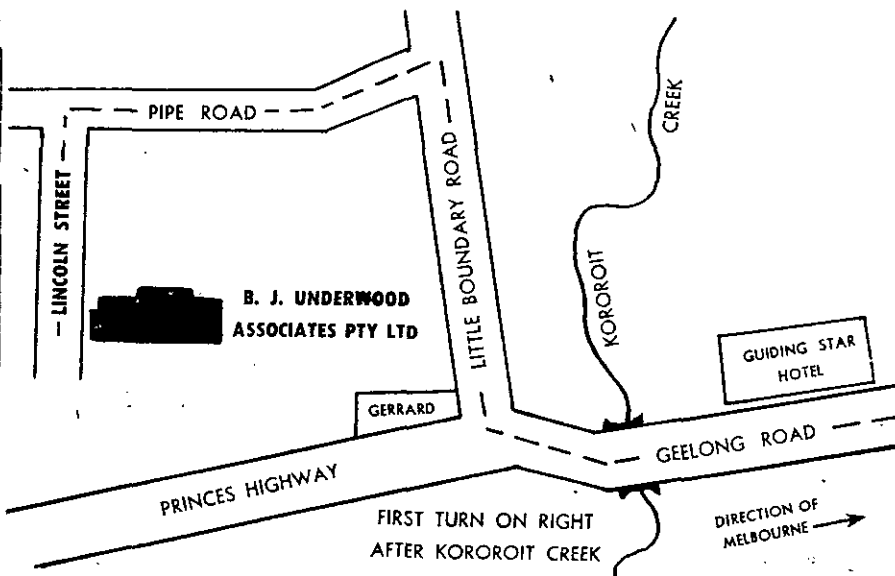 PIPE ROAD
CREEK
LINCOLN STREET
LITTLE BOUNDARY ROAD
KOROROIT
B. J. UNDERWOOD
ASSOCIATES PTY LTD
GUIDING STAR
HOTEL
GERRARD
GEELONG ROAD
PRINCES HIGHWAY
FIRST TURN ON RIGHT
AFTER KOROROIT CREEK
DIRECTION OF
MELBOURNE